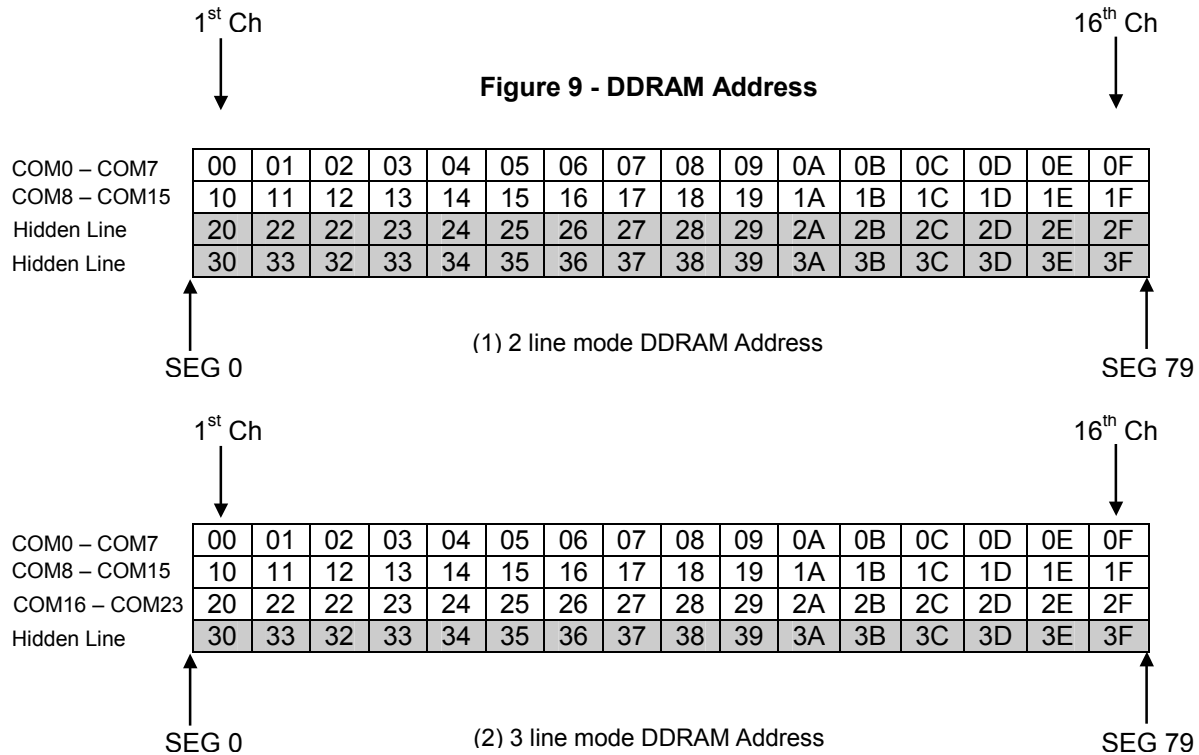 1st Ch 16th Ch
Figure 9 - DDRAM Address
COM0 – COM7 00 01 02 03 04 05 06 07 08 09 0A 0B 0C 0D 0E 0F
COM8 – COM15 10 11 12 13 14 15 16 17 18 19 1A 1B 1C 1D 1E 1F
Hidden Line 20 22 22 23 24 25 26 27 28 29 2A 2B 2C 2D 2E 2F
Hidden Line 30 33 32 33 34 35 36 37 38 39 3A 3B 3C 3D 3E 3F
(1) 2 line mode DDRAM Address
SEG 0 SEG 79
1st Ch 16th Ch
COM0 – COM7 00 01 02 03 04 05 06 07 08 09 0A 0B 0C 0D 0E 0F
COM8 – COM15 10 11 12 13 14 15 16 17 18 19 1A 1B 1C 1D 1E 1F
COM16 – COM23 20 22 22 23 24 25 26 27 28 29 2A 2B 2C 2D 2E 2F
Hidden Line 30 33 32 33 34 35 36 37 38 39 3A 3B 3C 3D 3E 3F
SEG 0 (2) 3 line mode DDRAM Address SEG 79